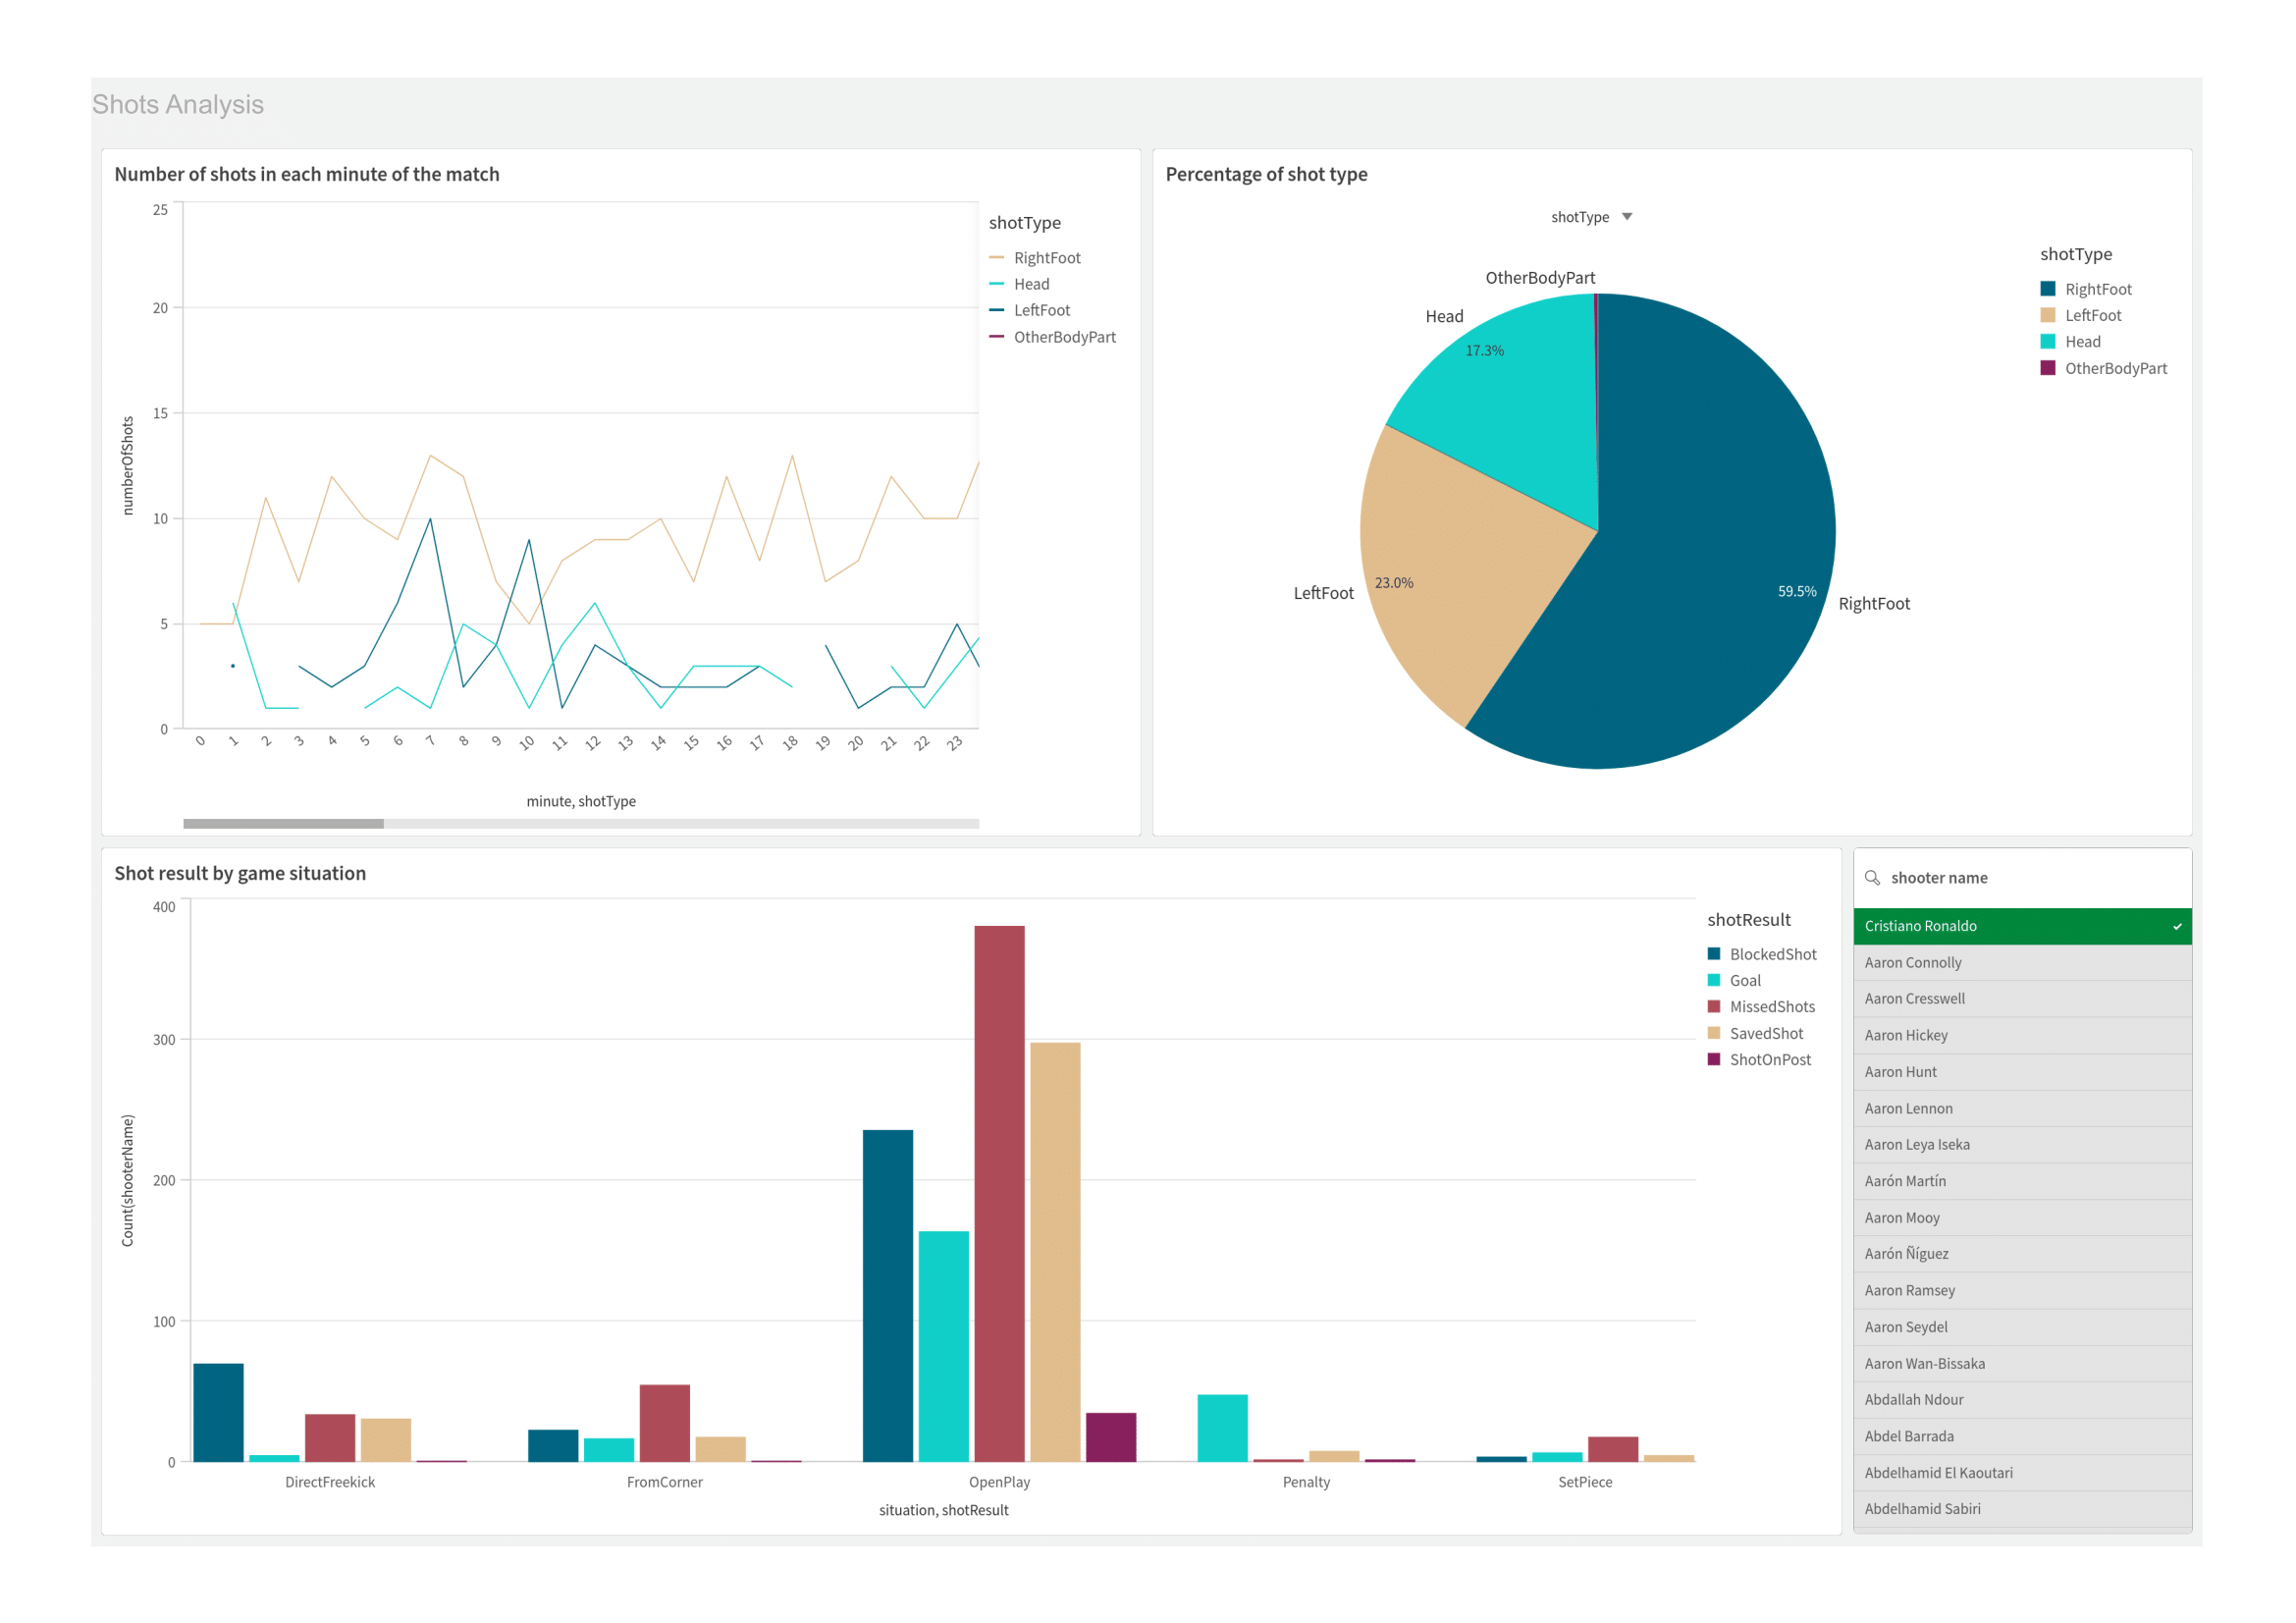 Shots Analysis
Number of shots in each minute of the match
25
20
15
10
5
0
numberOfShots
0 1 2 3 4 5 6 7 8 9 10 11 12 13 14 15 16 17 18 19 20 21 22 23
minute, shotType
shotType
RightFoot
Head
LeftFoot
OtherBodyPart
Percentage of shot type
shotType
OtherBodyPart
Head
17.3%
LeftFoot
23.0%
59.5%
RightFoot
shotType
RightFoot
LeftFoot
Head
OtherBodyPart
Shot result by game situation
400
300
200
100
0
Count(shooterName)
DirectFreekick FromCorner OpenPlay Penalty SetPiece
situation, shotResult
shotResult
BlockedShot
Goal
MissedShots
SavedShot
ShotOnPost
shooter name
Cristiano Ronaldo
Aaron Connolly
Aaron Cresswell
Aaron Hickey
Aaron Hunt
Aaron Lennon
Aaron Leya Iseka
Aarón Martín
Aaron Mooy
Aarón Ñíguez
Aaron Ramsey
Aaron Seydel
Aaron Wan-Bissaka
Abdallah Ndour
Abdel Barrada
Abdelhamid El Kaoutari
Abdelhamid Sabiri